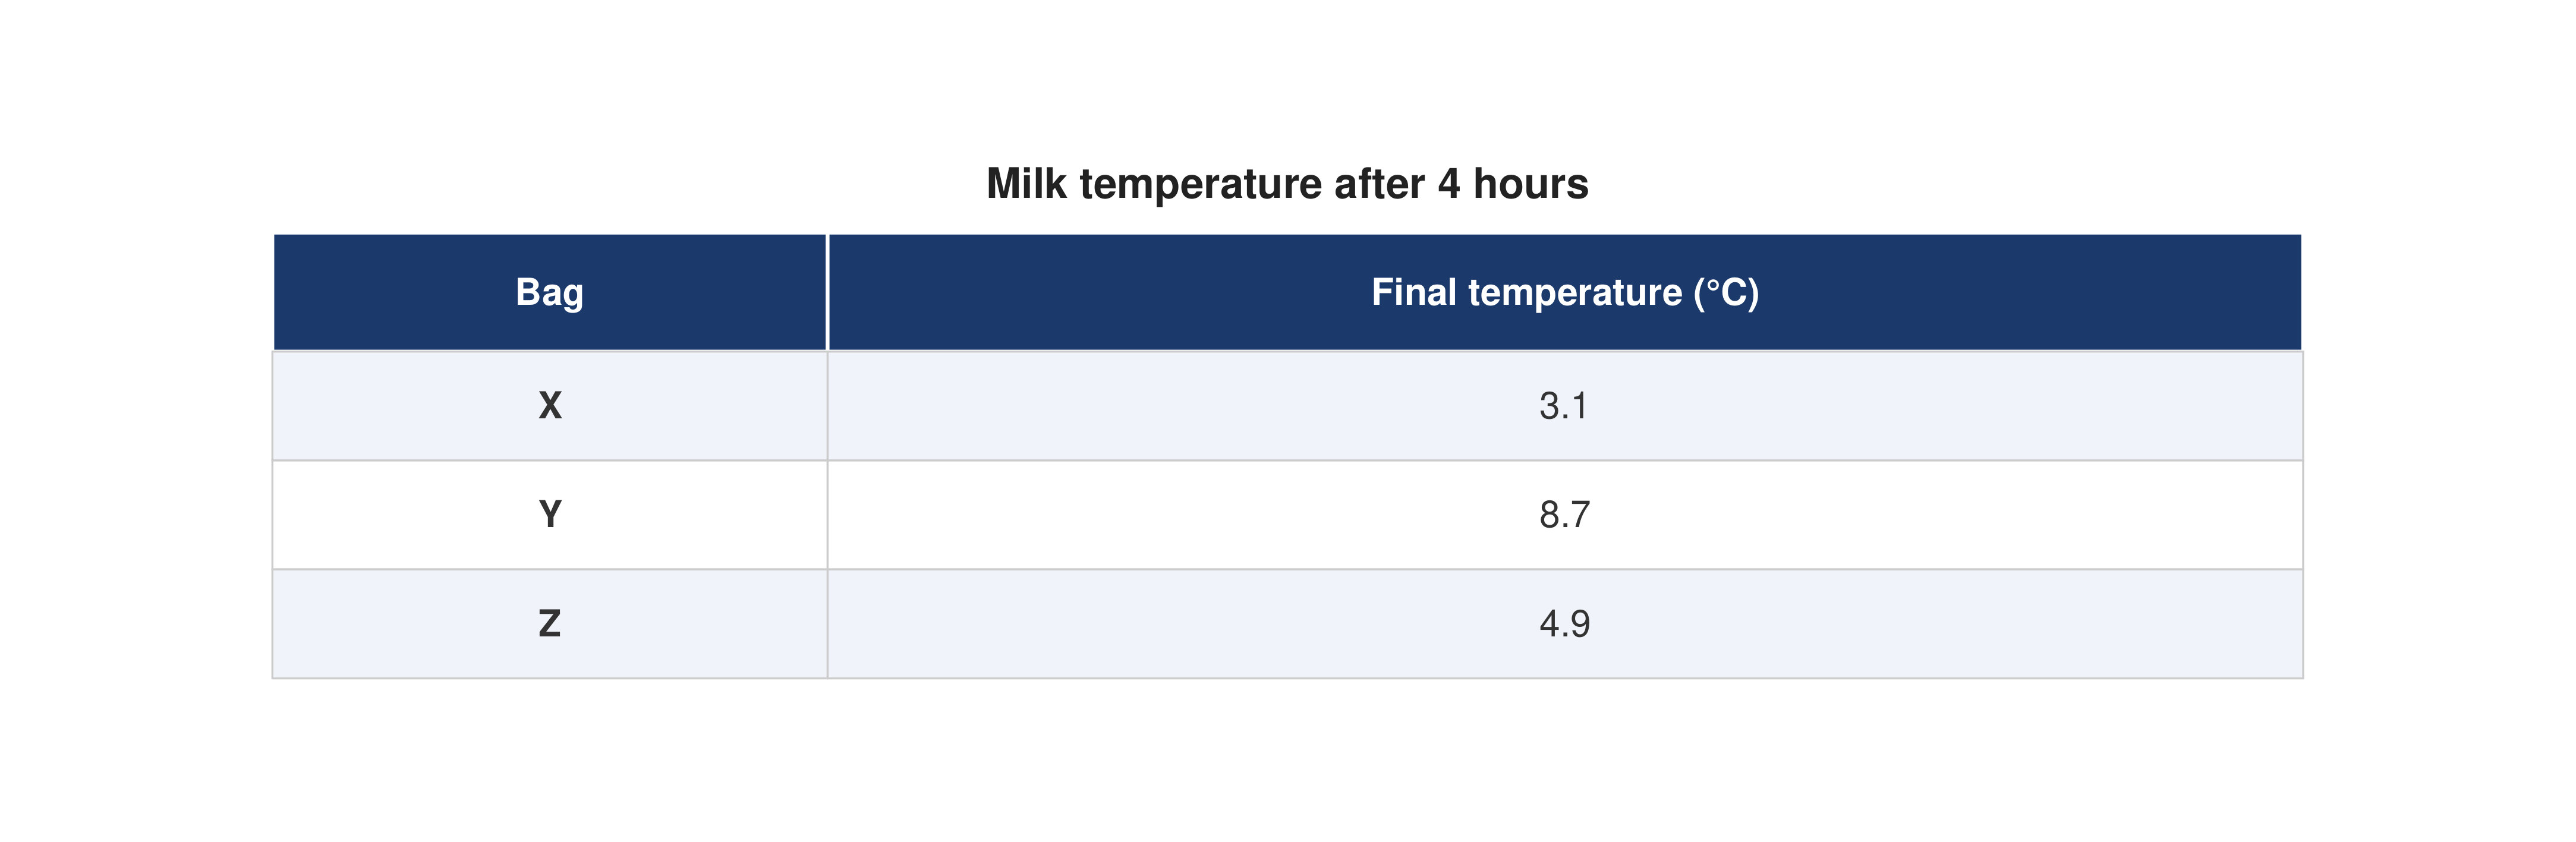 Milk temperature after 4 hours
Bag Final temperature (°C)
X 3.1
Y 8.7
Z 4.9